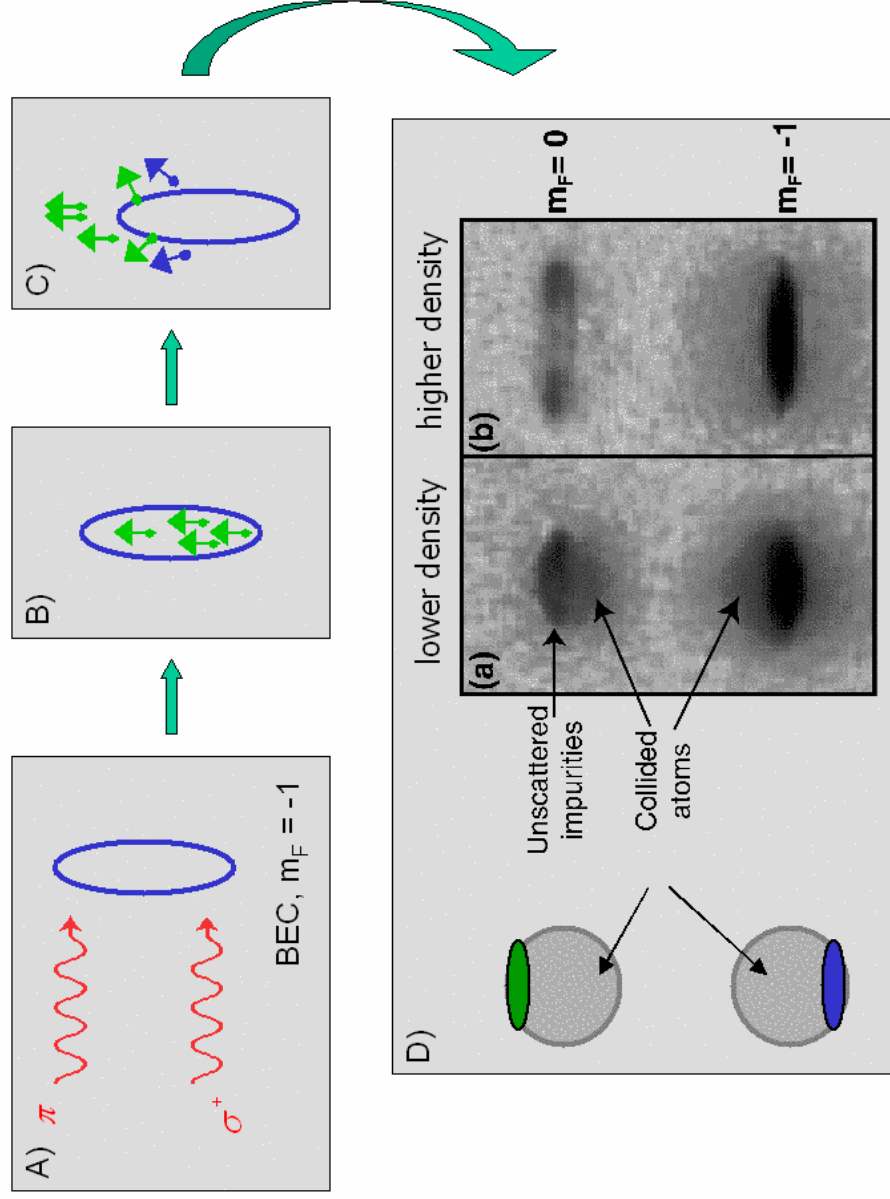 A)
π
σ+
BEC, mF = -1
B)
C)
D)
Unscattered
impurities
Collided
atoms
lower density
higher density
(a)
(b)
mF= 0
mF= -1